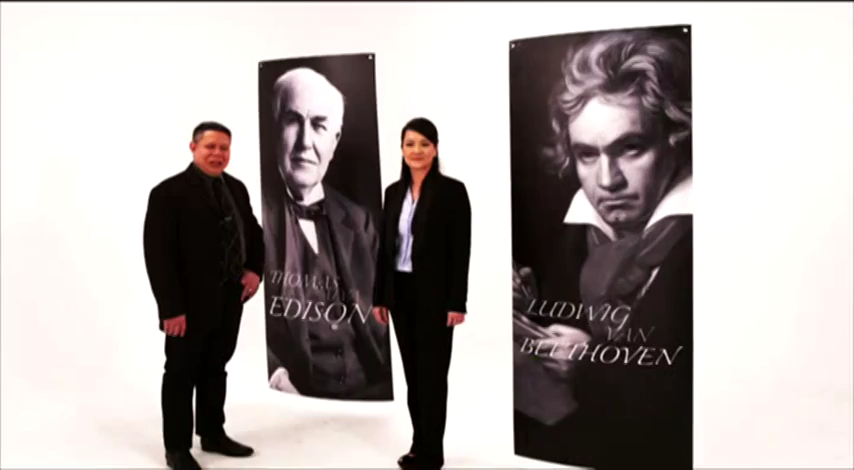 THOMAS
EDISON
LUDWIG
VAN
BEETHOVEN